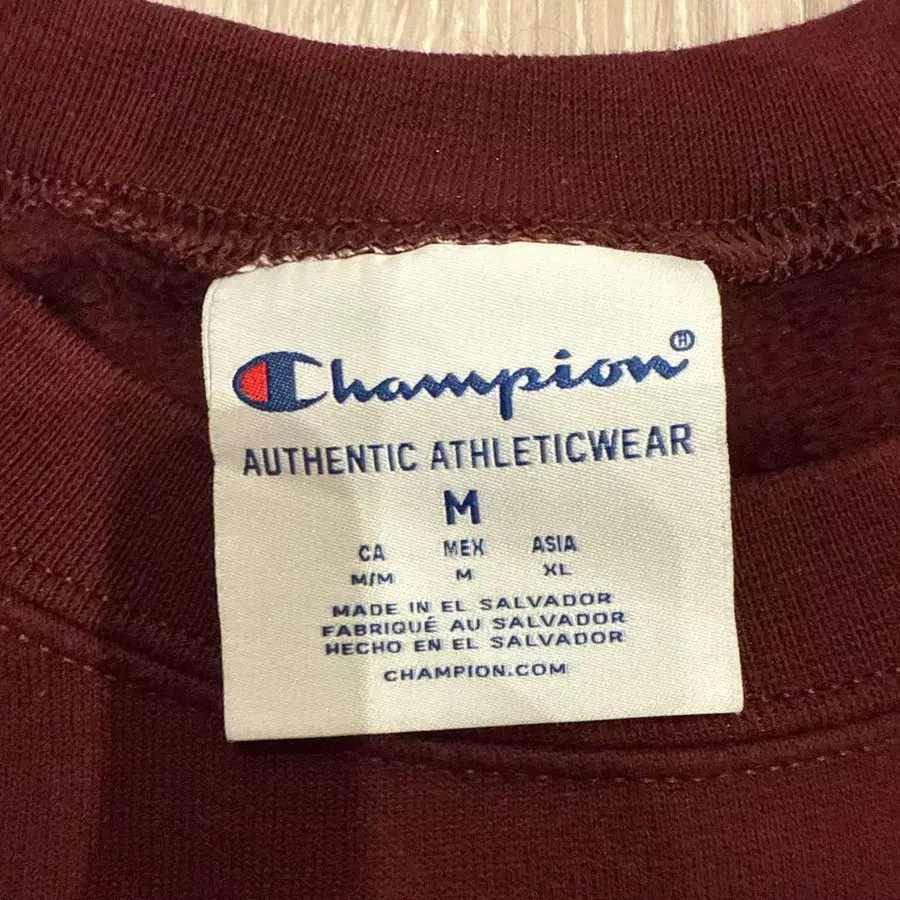 Champion®
AUTHENTIC ATHLETICWEAR
M
CA MEX ASIA
M/M M XL
MADE IN EL SALVADOR
FABRIQUÉ AU SALVADOR
HECHO EN EL SALVADOR
CHAMPION.COM